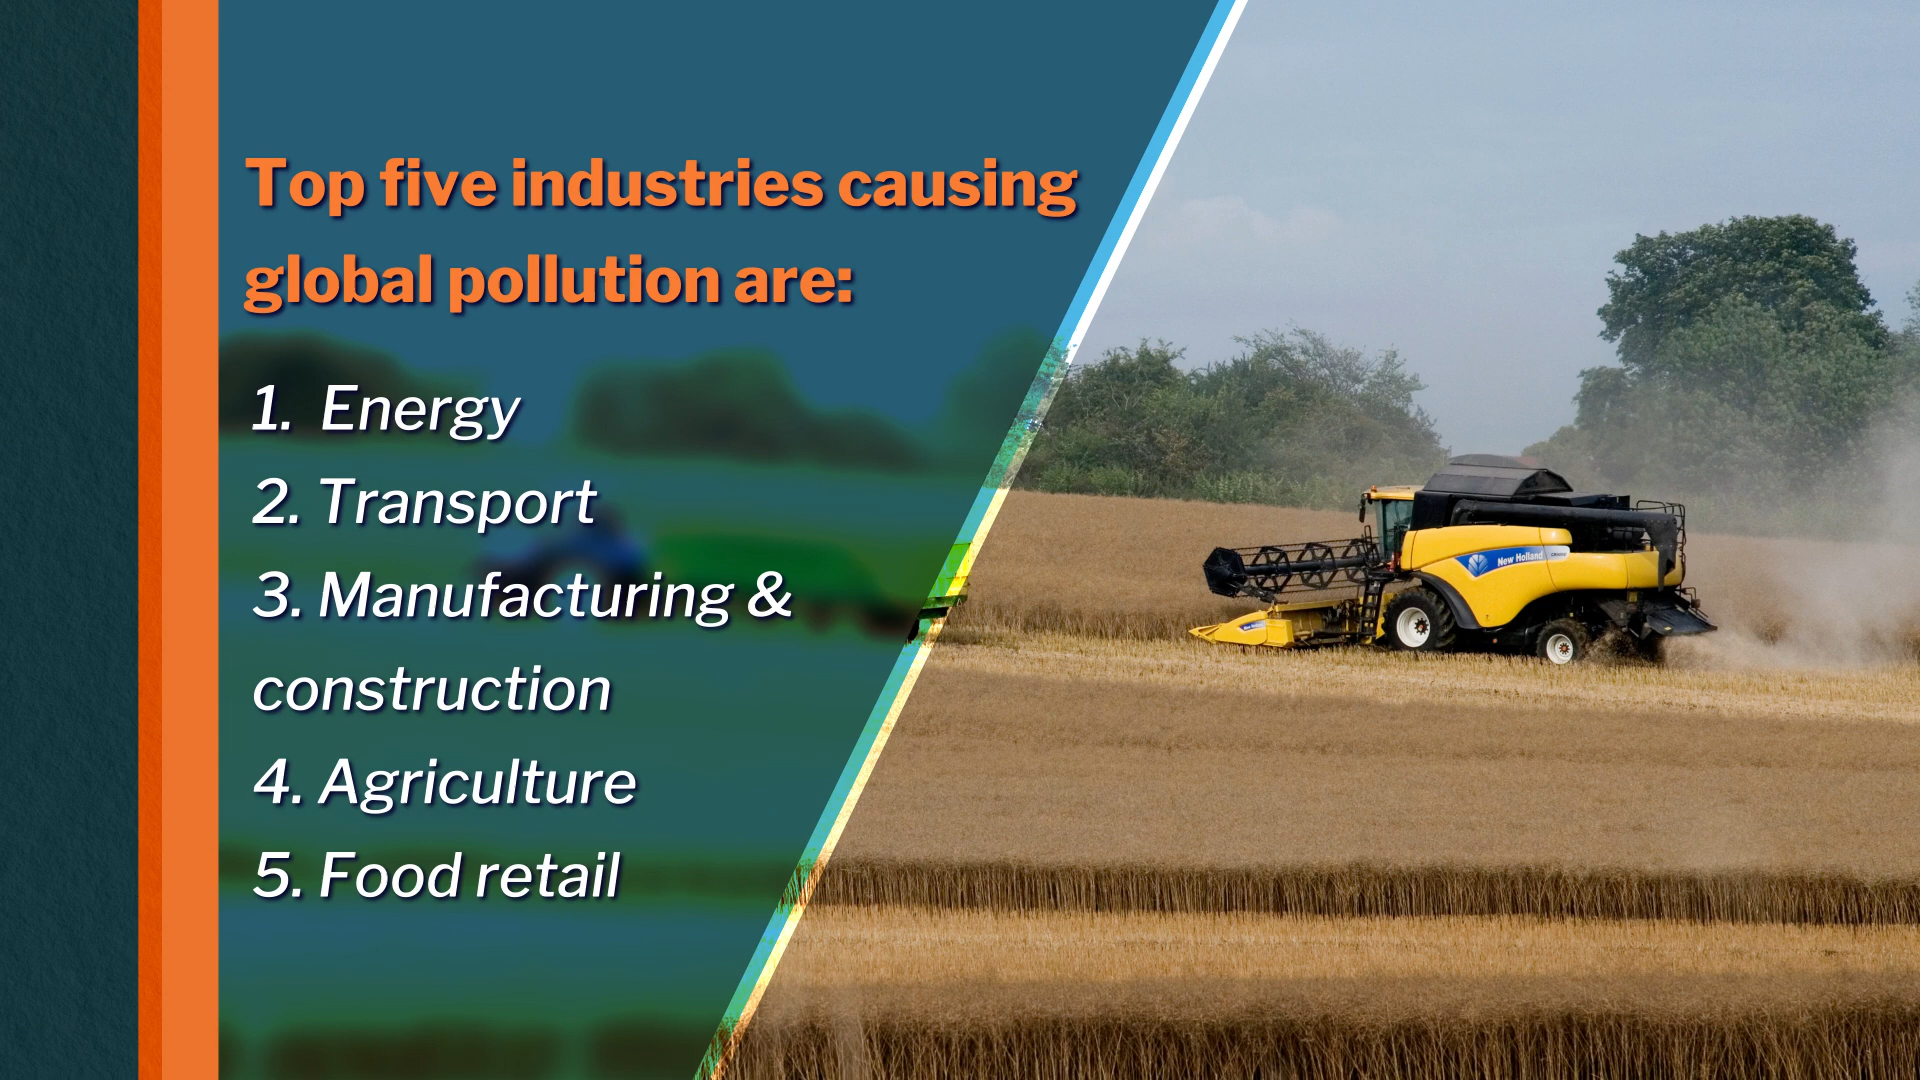 Top five industries causing
global pollution are:
1. Energy
2. Transport
3. Manufacturing &
construction
4. Agriculture
5. Food retail
New Holland